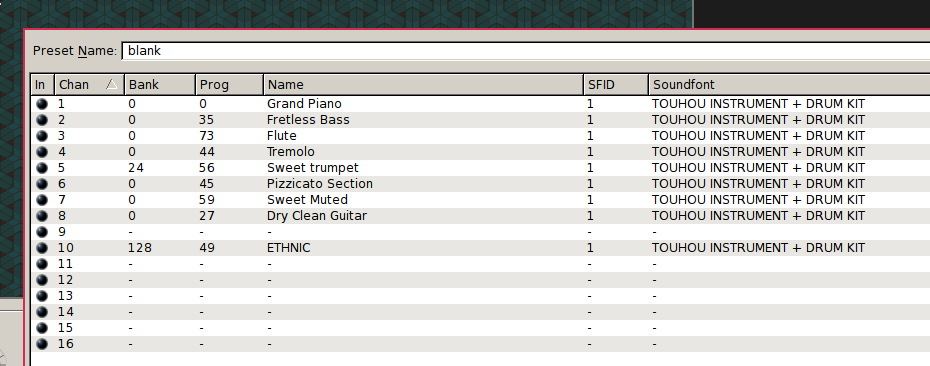 Preset Name: blank
In Chan Bank Prog Name SFID Soundfont
1 0 0 Grand Piano 1 TOUHOU INSTRUMENT + DRUM KIT
2 0 35 Fretless Bass 1 TOUHOU INSTRUMENT + DRUM KIT
3 0 73 Flute 1 TOUHOU INSTRUMENT + DRUM KIT
4 0 44 Tremolo 1 TOUHOU INSTRUMENT + DRUM KIT
5 24 56 Sweet trumpet 1 TOUHOU INSTRUMENT + DRUM KIT
6 0 45 Pizzicato Section 1 TOUHOU INSTRUMENT + DRUM KIT
7 0 59 Sweet Muted 1 TOUHOU INSTRUMENT + DRUM KIT
8 0 27 Dry Clean Guitar 1 TOUHOU INSTRUMENT + DRUM KIT
9 - - - - -
10 128 49 ETHNIC 1 TOUHOU INSTRUMENT + DRUM KIT
11 - - - - -
12 - - - - -
13 - - - - -
14 - - - - -
15 - - - - -
16 - - - - -